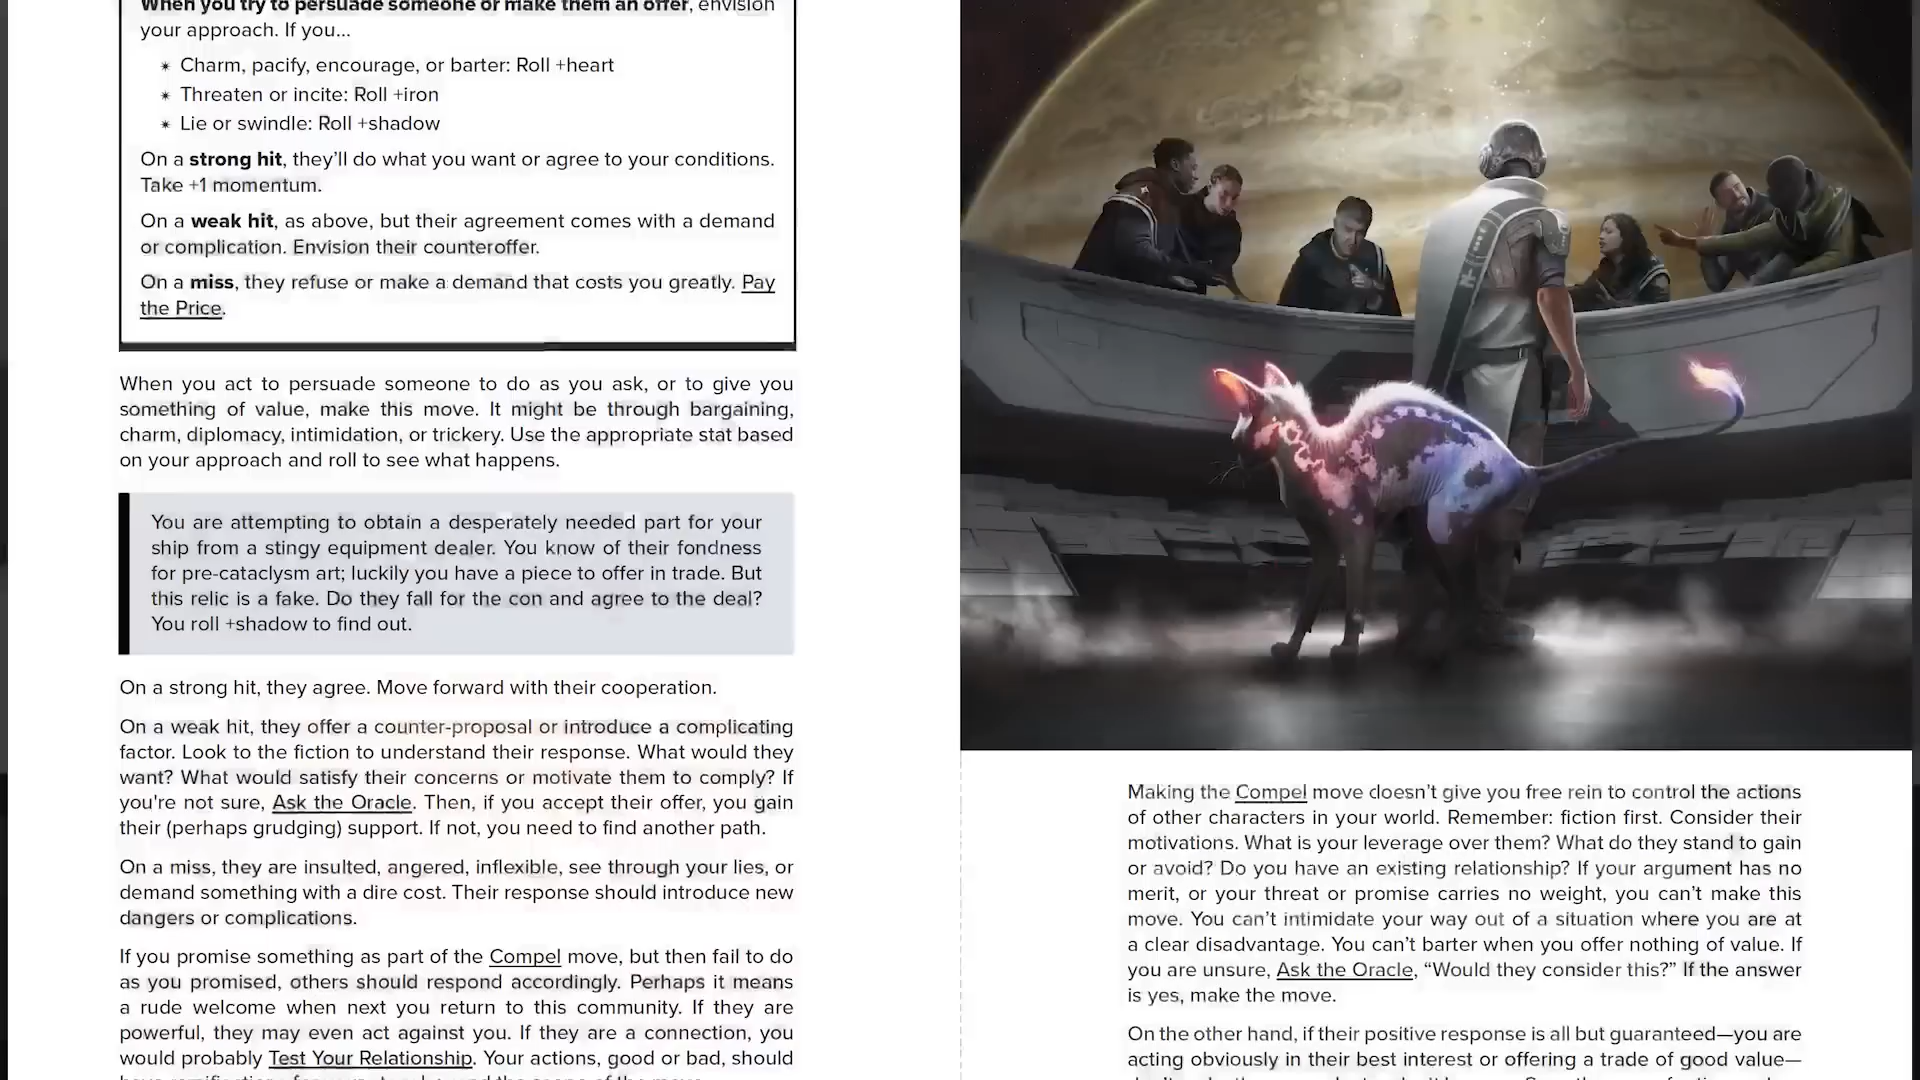 When you try to persuade someone or make them an offer, envision
your approach. If you...
✴ Charm, pacify, encourage, or barter: Roll +heart
✴ Threaten or incite: Roll +iron
✴ Lie or swindle: Roll +shadow
On a strong hit, they’ll do what you want or agree to your conditions.
Take +1 momentum.
On a weak hit, as above, but their agreement comes with a demand
or complication. Envision their counteroffer.
On a miss, they refuse or make a demand that costs you greatly. Pay
the Price.
When you act to persuade someone to do as you ask, or to give you
something of value, make this move. It might be through bargaining,
charm, diplomacy, intimidation, or trickery. Use the appropriate stat based
on your approach and roll to see what happens.
You are attempting to obtain a desperately needed part for your
ship from a stingy equipment dealer. You know of their fondness
for pre-cataclysm art; luckily you have a piece to offer in trade. But
this relic is a fake. Do they fall for the con and agree to the deal?
You roll +shadow to find out.
On a strong hit, they agree. Move forward with their cooperation.
On a weak hit, they offer a counter-proposal or introduce a complicating
factor. Look to the fiction to understand their response. What would they
want? What would satisfy their concerns or motivate them to comply? If
you're not sure, Ask the Oracle. Then, if you accept their offer, you gain
their (perhaps grudging) support. If not, you need to find another path.
On a miss, they are insulted, angered, inflexible, see through your lies, or
demand something with a dire cost. Their response should introduce new
dangers or complications.
If you promise something as part of the Compel move, but then fail to do
as you promised, others should respond accordingly. Perhaps it means
a rude welcome when next you return to this community. If they are
powerful, they may even act against you. If they are a connection, you
would probably Test Your Relationship. Your actions, good or bad, should
Making the Compel move doesn’t give you free rein to control the actions
of other characters in your world. Remember: fiction first. Consider their
motivations. What is your leverage over them? What do they stand to gain
or avoid? Do you have an existing relationship? If your argument has no
merit, or your threat or promise carries no weight, you can’t make this
move. You can’t intimidate your way out of a situation where you are at
a clear disadvantage. You can’t barter when you offer nothing of value. If
you are unsure, Ask the Oracle, “Would they consider this?” If the answer
is yes, make the move.
On the other hand, if their positive response is all but guaranteed—you are
acting obviously in their best interest or offering a trade of good value—